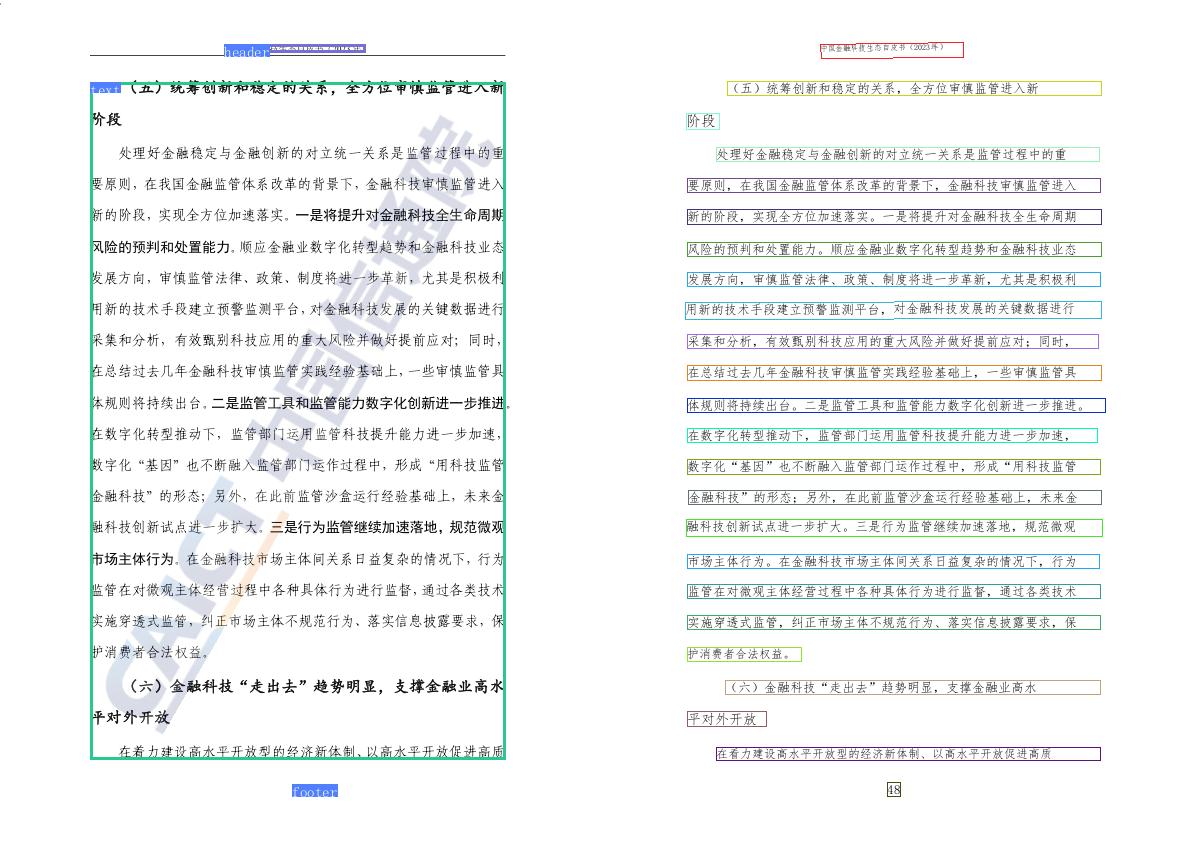 header
text
（五）统筹创新和稳定的关系，全方位审慎监管进入新
阶段
处理好金融稳定与金融创新的对立统一关系是监管过程中的重
要原则，在我国金融监管体系改革的背景下，金融科技审慎监管进入
新的阶段，实现全方位加速落实。一是将提升对金融科技全生命周期
风险的预判和处置能力。顺应金融业数字化转型趋势和金融科技业态
发展方向，审慎监管法律、政策、制度将进一步革新，尤其是积极利
用新的技术手段建立预警监测平台，对金融科技发展的关键数据进行
采集和分析，有效甄别科技应用的重大风险并做好提前应对；同时，
在总结过去几年金融科技审慎监管实践经验基础上，一些审慎监管具
体规则将持续出台。二是监管工具和监管能力数字化创新进一步推进。
在数字化转型推动下，监管部门运用监管科技提升能力进一步加速，
数字化“基因”也不断融入监管部门运作过程中，形成“用科技监管
金融科技”的形态；另外，在此前监管沙盒运行经验基础上，未来金
融科技创新试点进一步扩大。三是行为监管继续加速落地，规范微观
市场主体行为。在金融科技市场主体间关系日益复杂的情况下，行为
监管在对微观主体经营过程中各种具体行为进行监督，通过各类技术
实施穿透式监管，纠正市场主体不规范行为、落实信息披露要求，保
护消费者合法权益。
（六）金融科技“走出去”趋势明显，支撑金融业高水
平对外开放
在着力建设高水平开放型的经济新体制、以高水平开放促进高质
footer
CAICT 中国信通院
中国金融科技生态白皮书（2023年）
（五）统筹创新和稳定的关系，全方位审慎监管进入新
阶段
处理好金融稳定与金融创新的对立统一关系是监管过程中的重
要原则，在我国金融监管体系改革的背景下，金融科技审慎监管进入
新的阶段，实现全方位加速落实。一是将提升对金融科技全生命周期
风险的预判和处置能力。顺应金融业数字化转型趋势和金融科技业态
发展方向，审慎监管法律、政策、制度将进一步革新，尤其是积极利
用新的技术手段建立预警监测平台，对金融科技发展的关键数据进行
采集和分析，有效甄别科技应用的重大风险并做好提前应对；同时，
在总结过去几年金融科技审慎监管实践经验基础上，一些审慎监管具
体规则将持续出台。二是监管工具和监管能力数字化创新进一步推进。
在数字化转型推动下，监管部门运用监管科技提升能力进一步加速，
数字化“基因”也不断融入监管部门运作过程中，形成“用科技监管
金融科技”的形态；另外，在此前监管沙盒运行经验基础上，未来金
融科技创新试点进一步扩大。三是行为监管继续加速落地，规范微观
市场主体行为。在金融科技市场主体间关系日益复杂的情况下，行为
监管在对微观主体经营过程中各种具体行为进行监督，通过各类技术
实施穿透式监管，纠正市场主体不规范行为、落实信息披露要求，保
护消费者合法权益。
（六）金融科技“走出去”趋势明显，支撑金融业高水
平对外开放
在着力建设高水平开放型的经济新体制、以高水平开放促进高质
48